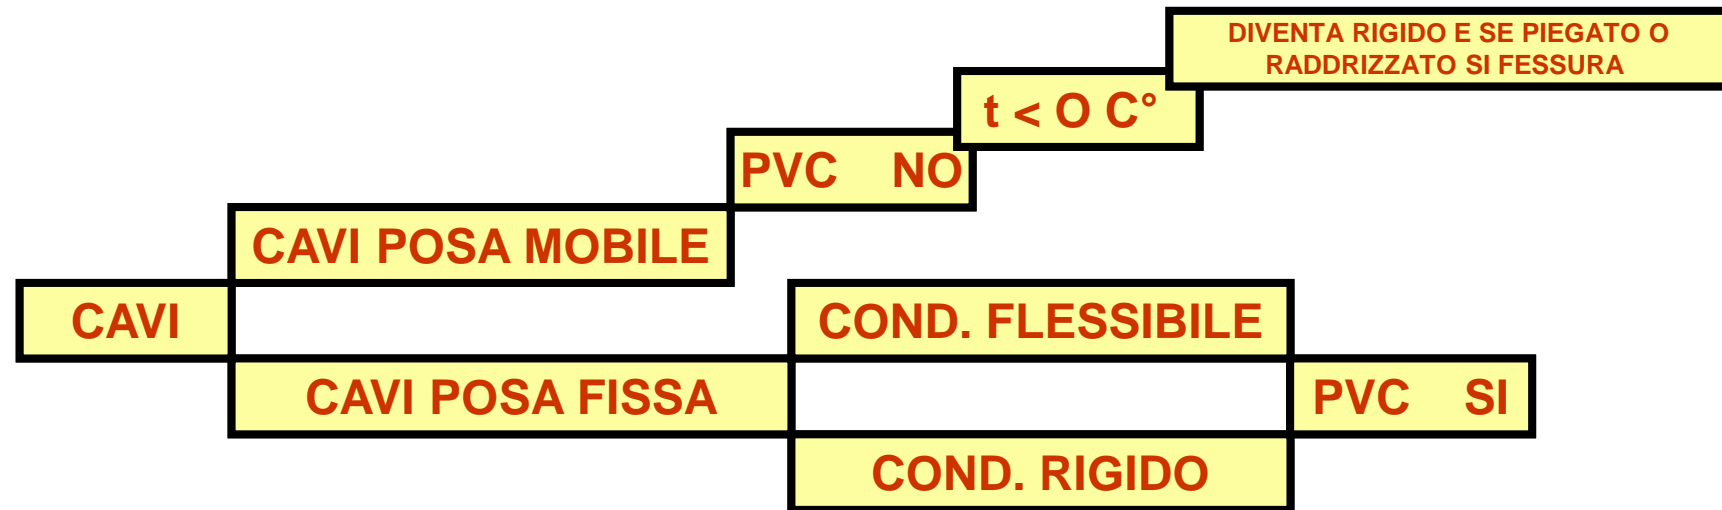 DIVENTA RIGIDO E SE PIEGATO O
RADDRIZZATO SI FESSURA
t < O C°
PVC NO
CAVI POSA MOBILE
CAVI
COND. FLESSIBILE
CAVI POSA FISSA
PVC SI
COND. RIGIDO